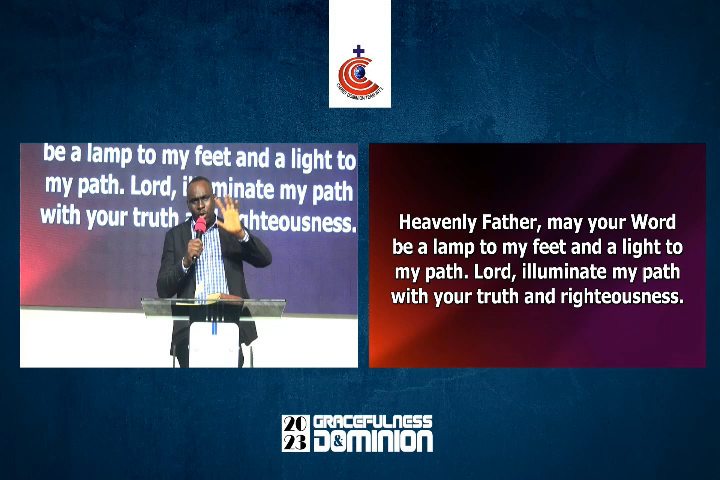 be a lamp to my feet and a light to
my path. Lord, illuminate my path
with your truth ghteousness.
Heavenly Father, may your Word
be a lamp to my feet and a light to
my path. Lord, illuminate my path
with your truth and righteousness.
2023
GRACEFULNESS
& DOMINION